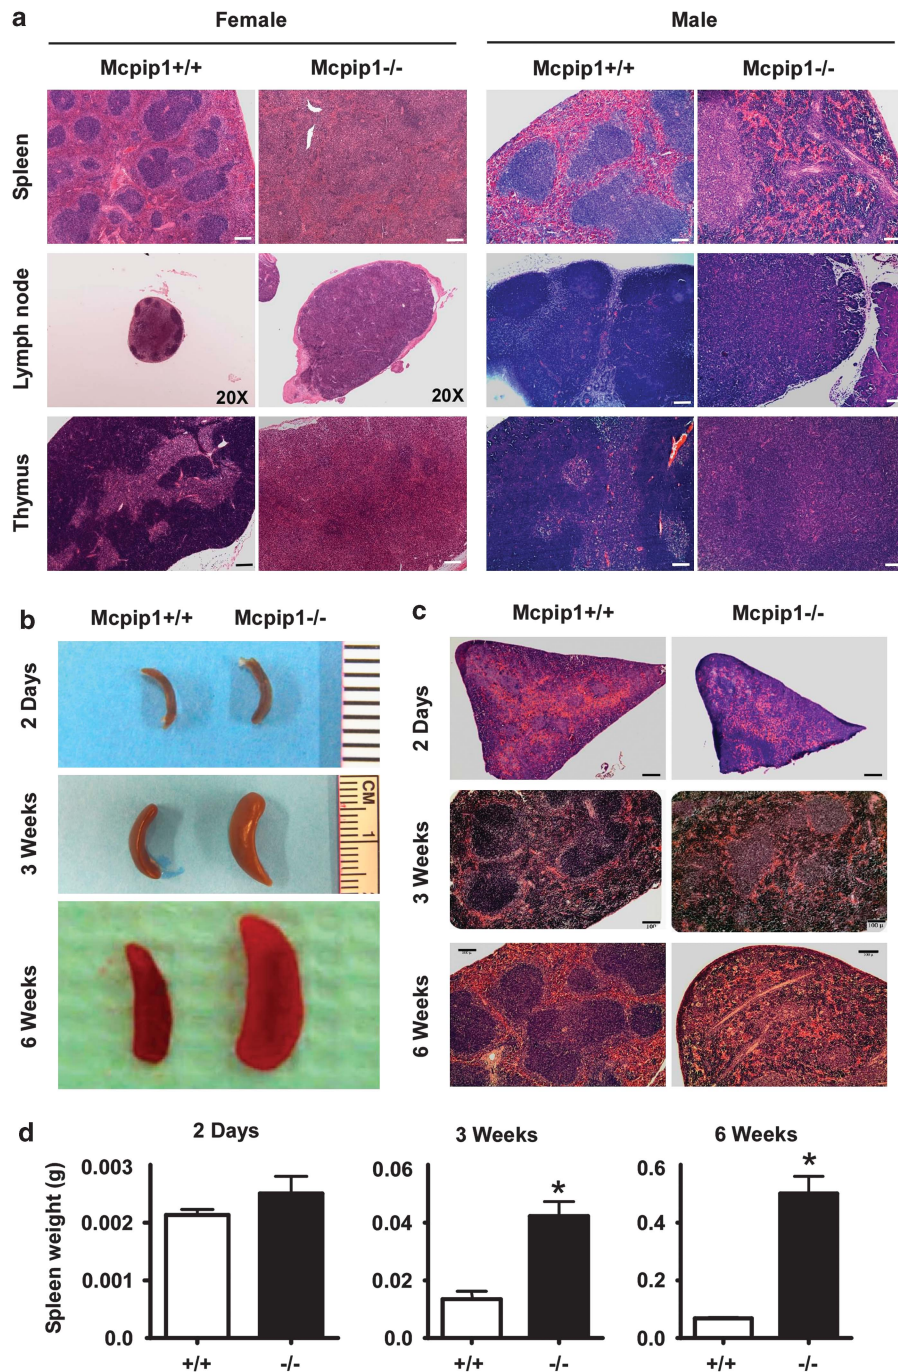 a
Female
Male
Mcpip1+/+
Mcpip1-/-
Mcpip1+/+
Mcpip1-/-
Spleen
Lymph node
20X
20X
Thymus
b
Mcpip1+/+
Mcpip1-/-
2 Days
3 Weeks
CM
1
6 Weeks
c
Mcpip1+/+
Mcpip1-/-
2 Days
3 Weeks
100
100 µ
6 Weeks
d
2 Days
3 Weeks
6 Weeks
Spleen weight (g)
0.003
0.002
0.001
0.0
+/+
-/-
0.06
0.04
0.02
0.0
*
+/+
-/-
0.6
0.4
0.2
0.0
*
+/+
-/-